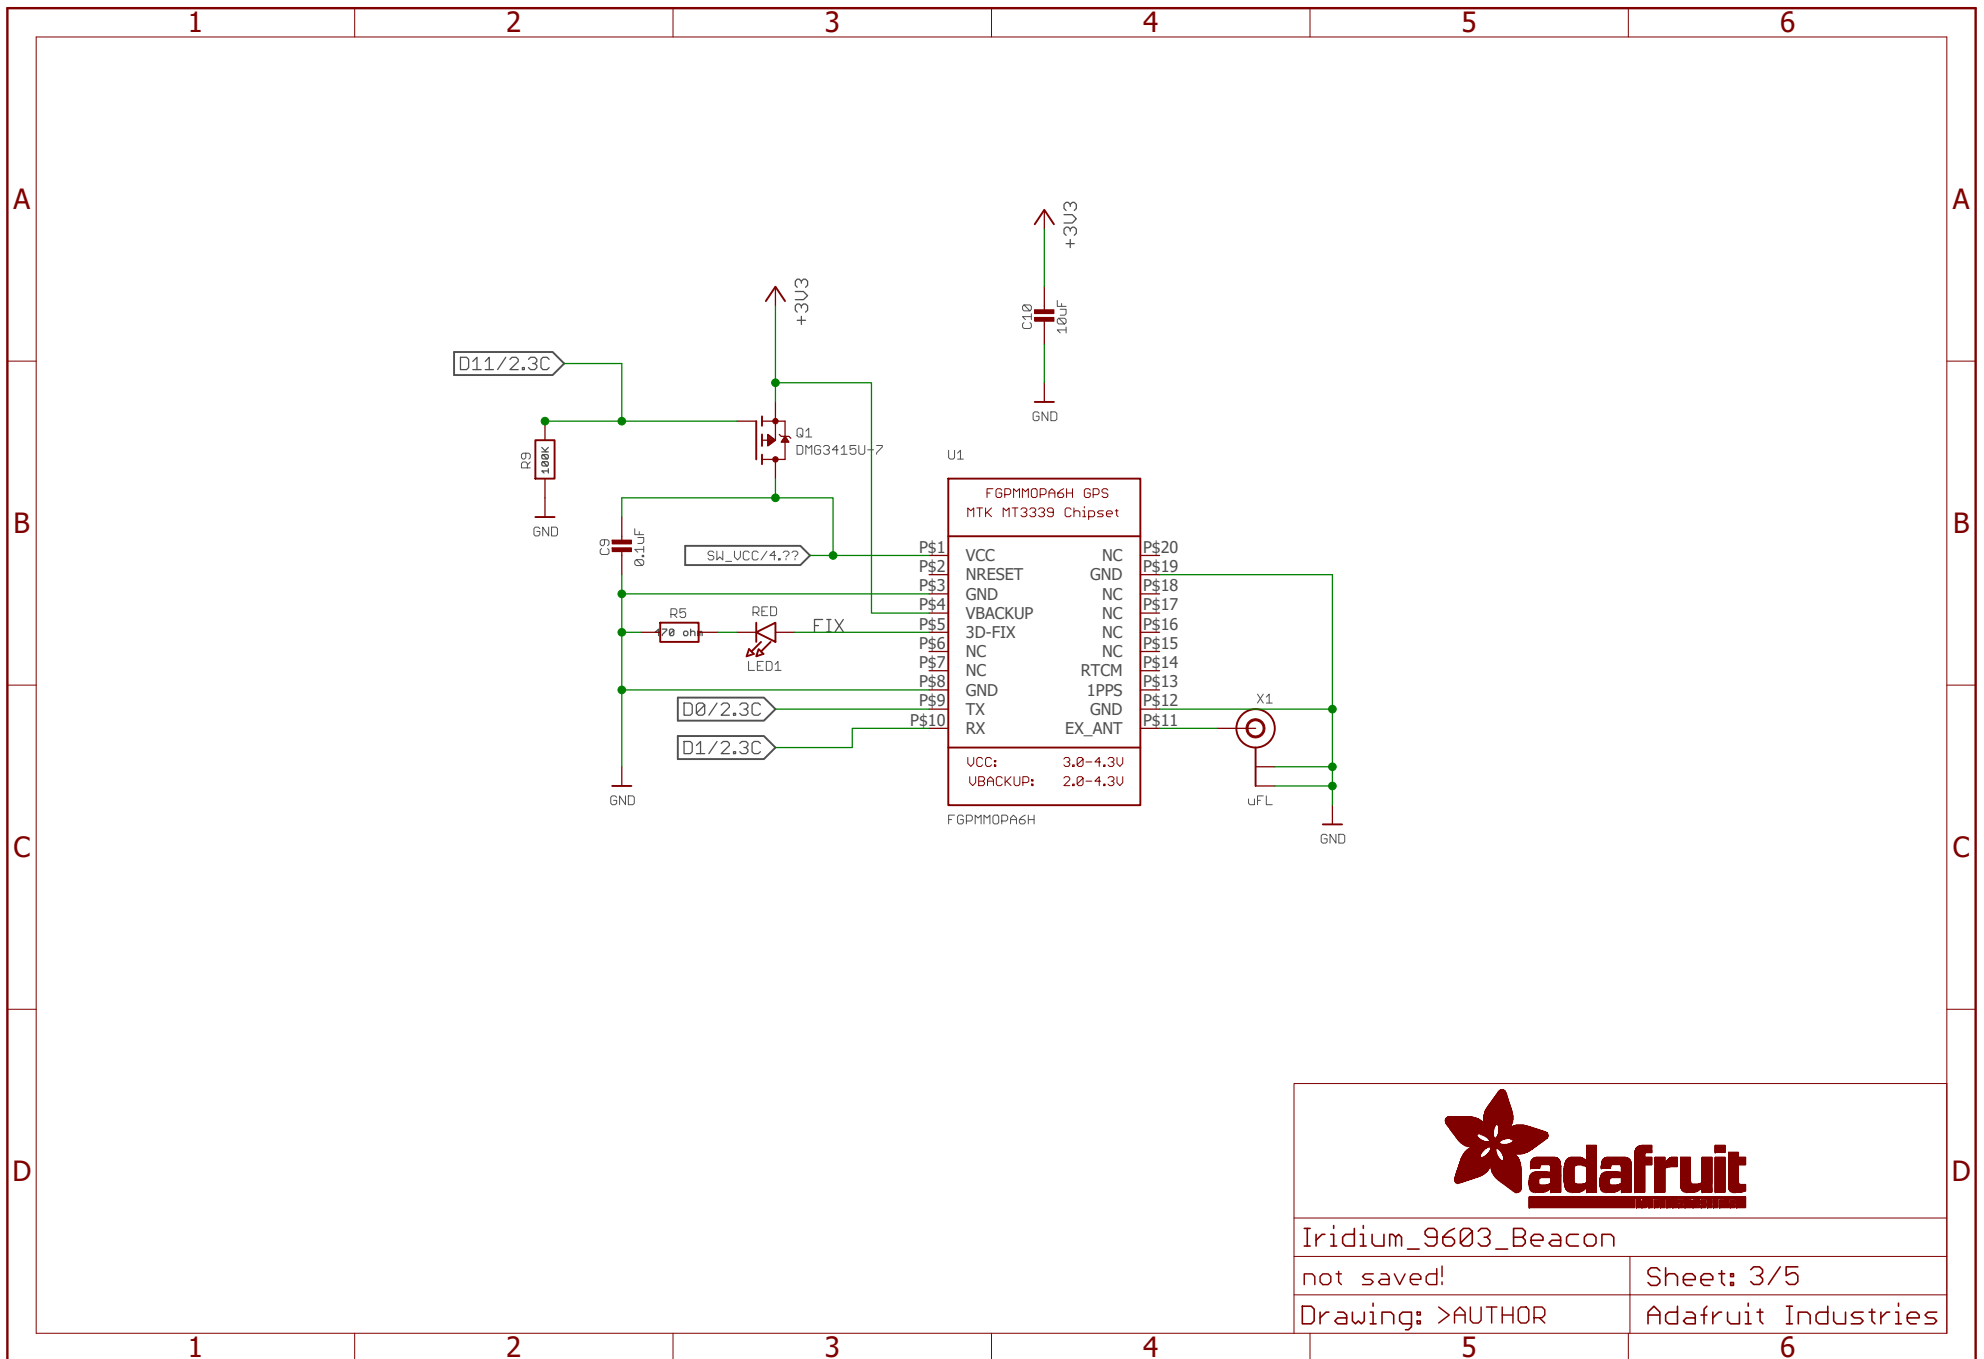 1 2 3 4 5 6
A A
+3V3
+3V3
C10
10uF
D11/2.3C
GND
Q1
DMG3415U-7
R9
100K
U1
FGPMMOPA6H GPS
MTK MT3339 Chipset
GND
B B
C9
0.1uF
SW_VCC/4.??
P$1 VCC NC P$20
P$2 NRESET GND P$19
P$3 GND NC P$18
P$4 VBACKUP NC P$17
P$5 3D-FIX NC P$16
P$6 NC NC P$15
P$7 NC RTCM P$14
P$8 GND 1PPS P$13
P$9 TX GND P$12
P$10 RX EX_ANT P$11
R5
470 ohm
RED
FIX
LED1
D0/2.3C
D1/2.3C
X1
VCC: 3.0-4.3V
VBACKUP: 2.0-4.3V
GND
uFL
FGPMMOPA6H
GND
C C
D D
adafruit
Iridium_9603_Beacon
not saved!
Sheet: 3/5
Drawing: >AUTHOR
Adafruit Industries
1 2 3 4 5 6